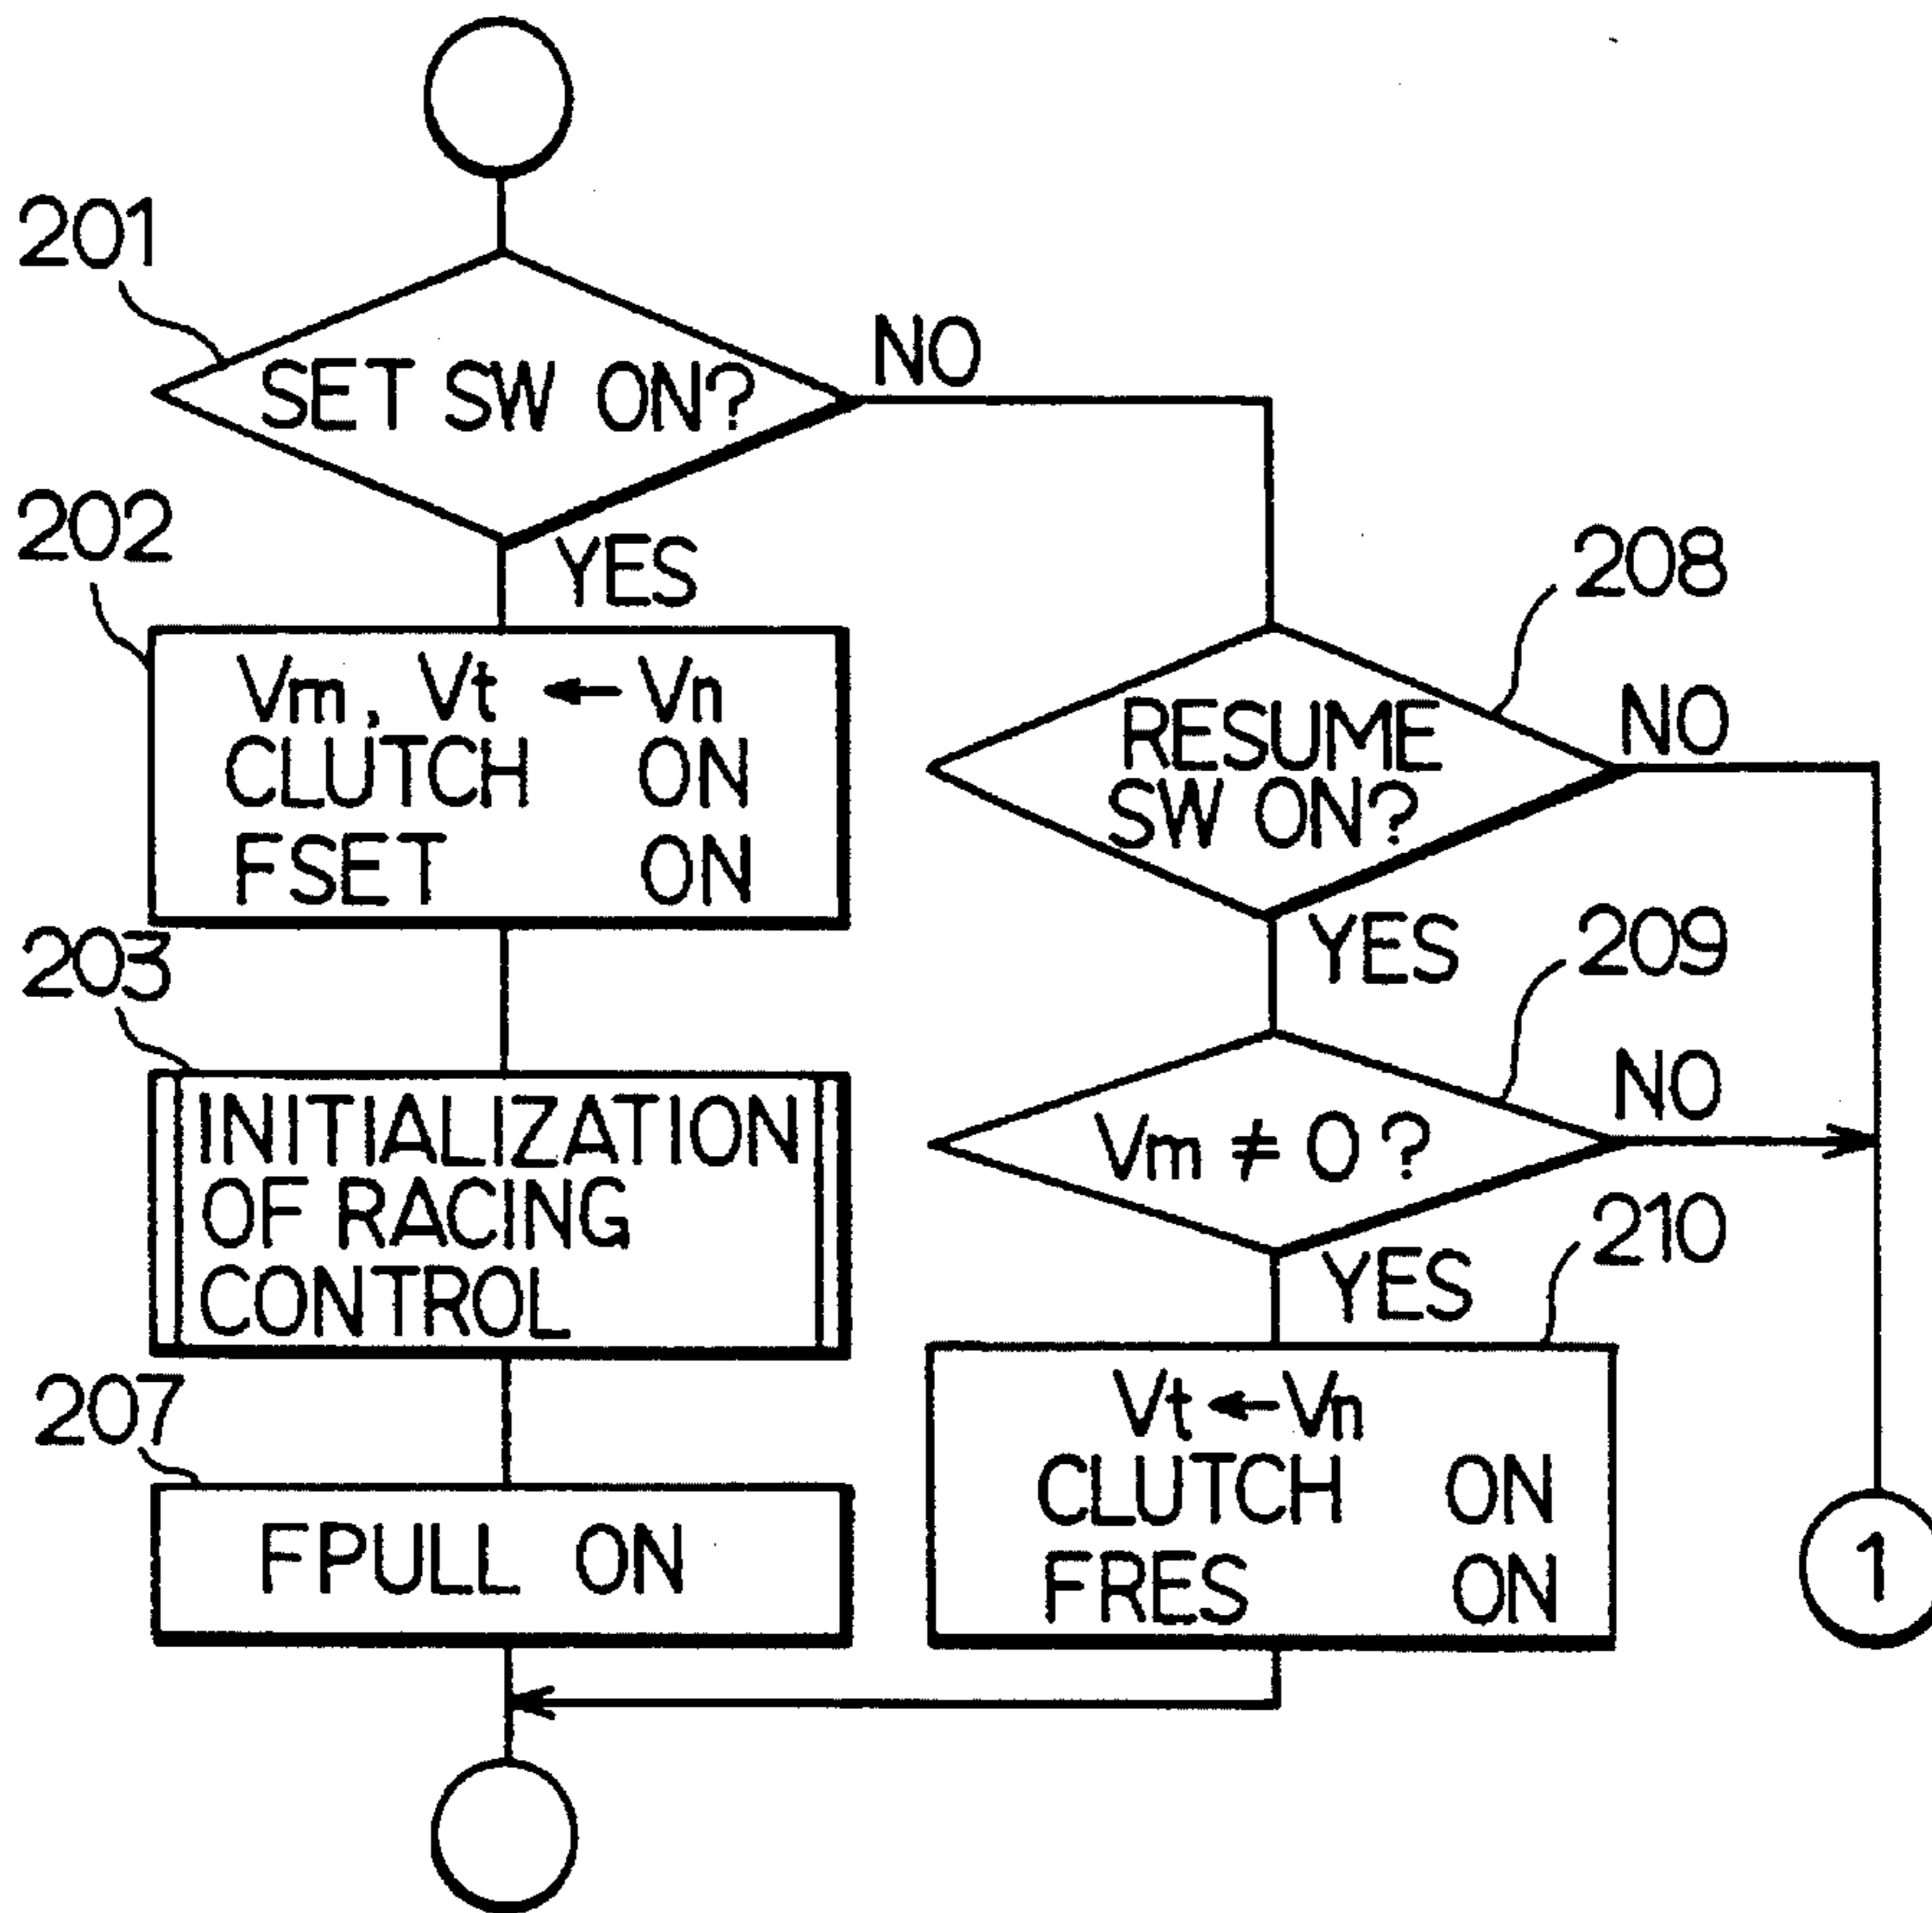 201
SET SW ON?
NO
YES
202
Vm, Vt ← Vn
CLUTCH ON
FSET ON
203
INITIALIZATION
OF RACING
CONTROL
207
FPULL ON
208
RESUME
SW ON?
NO
YES
209
Vm ≠ 0 ?
NO
YES
210
Vt ← Vn
CLUTCH ON
FRES ON
1